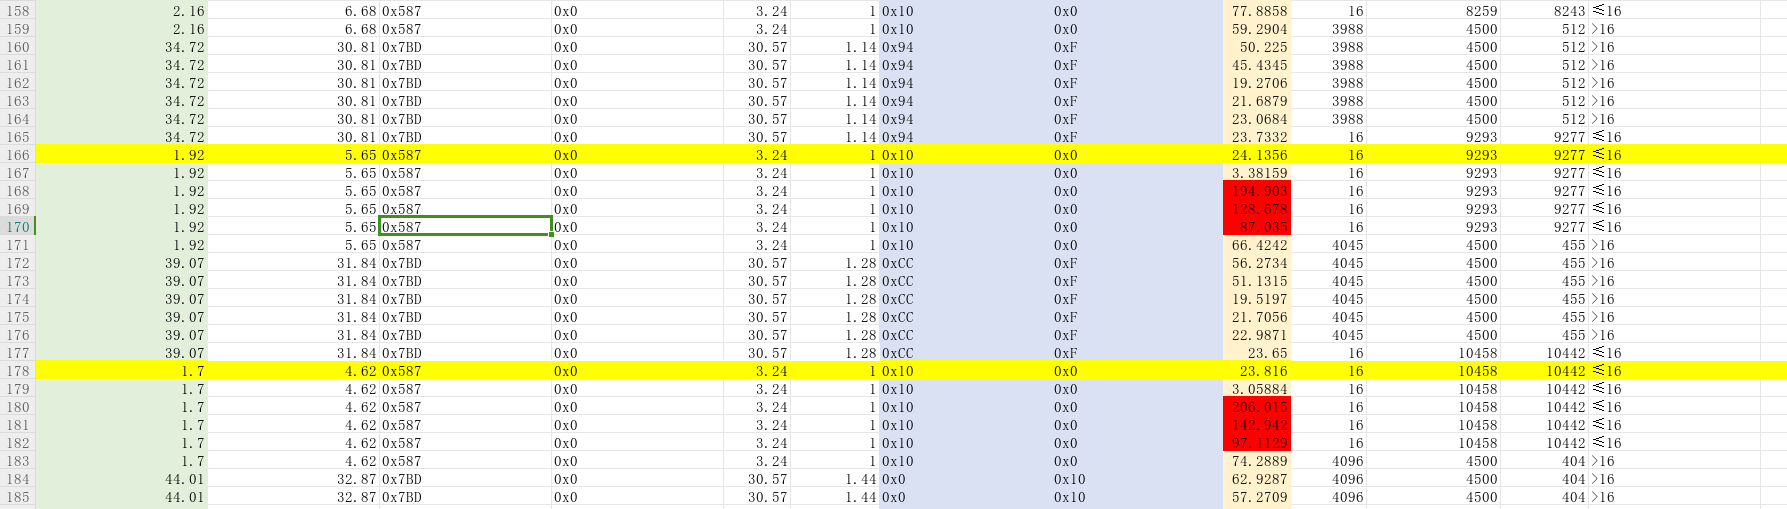 158 2.16 6.68 0x587 0x0 3.24 1 0x10 0x0 77.8858 16 8259 8243 ≤16
159 2.16 6.68 0x587 0x0 3.24 1 0x10 0x0 59.2904 3988 4500 512 >16
160 34.72 30.81 0x7BD 0x0 30.57 1.14 0x94 0xF 50.225 3988 4500 512 >16
161 34.72 30.81 0x7BD 0x0 30.57 1.14 0x94 0xF 45.4345 3988 4500 512 >16
162 34.72 30.81 0x7BD 0x0 30.57 1.14 0x94 0xF 19.2706 3988 4500 512 >16
163 34.72 30.81 0x7BD 0x0 30.57 1.14 0x94 0xF 21.6879 3988 4500 512 >16
164 34.72 30.81 0x7BD 0x0 30.57 1.14 0x94 0xF 23.0684 3988 4500 512 >16
165 34.72 30.81 0x7BD 0x0 30.57 1.14 0x94 0xF 23.7332 16 9293 9277 ≤16
166 1.92 5.65 0x587 0x0 3.24 1 0x10 0x0 24.1356 16 9293 9277 ≤16
167 1.92 5.65 0x587 0x0 3.24 1 0x10 0x0 3.38159 16 9293 9277 ≤16
168 1.92 5.65 0x587 0x0 3.24 1 0x10 0x0 194.903 16 9293 9277 ≤16
169 1.92 5.65 0x587 0x0 3.24 1 0x10 0x0 128.678 16 9293 9277 ≤16
170 1.92 5.65 0x587 0x0 3.24 1 0x10 0x0 87.035 16 9293 9277 ≤16
171 1.92 5.65 0x587 0x0 3.24 1 0x10 0x0 66.4242 4045 4500 455 >16
172 39.07 31.84 0x7BD 0x0 30.57 1.28 0xCC 0xF 56.2734 4045 4500 455 >16
173 39.07 31.84 0x7BD 0x0 30.57 1.28 0xCC 0xF 51.1315 4045 4500 455 >16
174 39.07 31.84 0x7BD 0x0 30.57 1.28 0xCC 0xF 19.5197 4045 4500 455 >16
175 39.07 31.84 0x7BD 0x0 30.57 1.28 0xCC 0xF 21.7056 4045 4500 455 >16
176 39.07 31.84 0x7BD 0x0 30.57 1.28 0xCC 0xF 22.9871 4045 4500 455 >16
177 39.07 31.84 0x7BD 0x0 30.57 1.28 0xCC 0xF 23.65 16 10458 10442 ≤16
178 1.7 4.62 0x587 0x0 3.24 1 0x10 0x0 23.816 16 10458 10442 ≤16
179 1.7 4.62 0x587 0x0 3.24 1 0x10 0x0 3.05884 16 10458 10442 ≤16
180 1.7 4.62 0x587 0x0 3.24 1 0x10 0x0 206.015 16 10458 10442 ≤16
181 1.7 4.62 0x587 0x0 3.24 1 0x10 0x0 142.942 16 10458 10442 ≤16
182 1.7 4.62 0x587 0x0 3.24 1 0x10 0x0 97.1129 16 10458 10442 ≤16
183 1.7 4.62 0x587 0x0 3.24 1 0x10 0x0 74.2889 4096 4500 404 >16
184 44.01 32.87 0x7BD 0x0 30.57 1.44 0x0 0x10 62.9287 4096 4500 404 >16
185 44.01 32.87 0x7BD 0x0 30.57 1.44 0x0 0x10 57.2709 4096 4500 404 >16